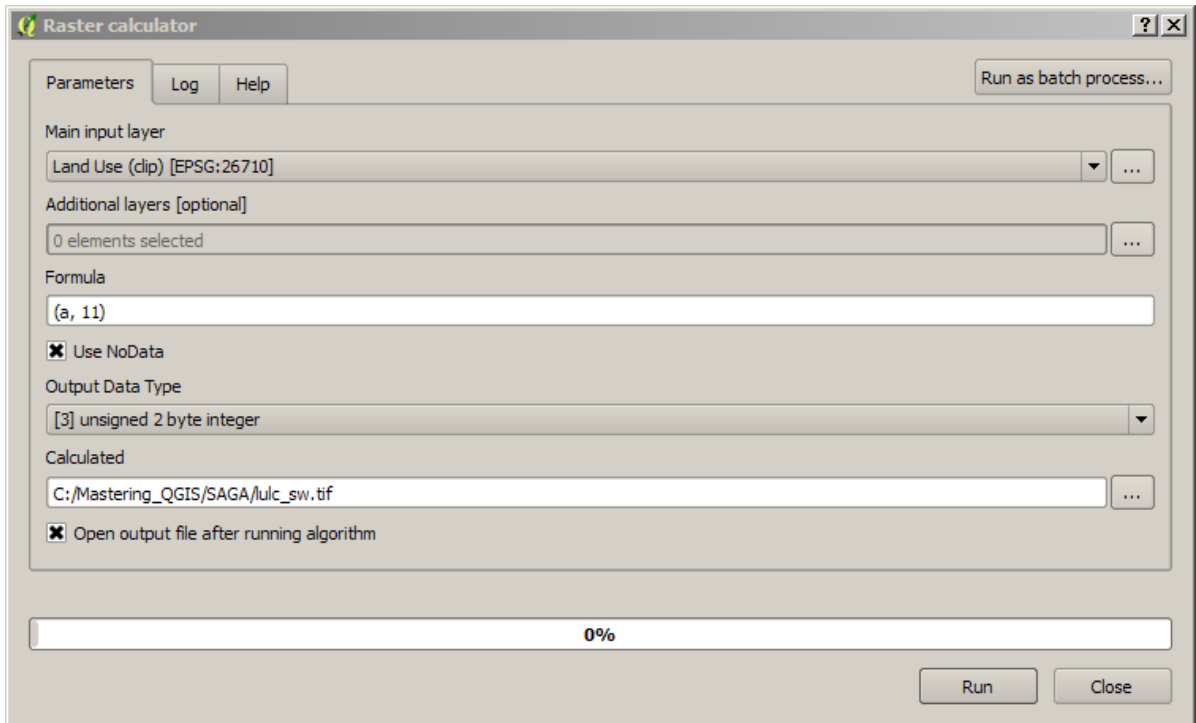 Raster calculator
Parameters Log Help Run as batch process...
Main input layer
Land Use (clip) [EPSG:26710] ...
Additional layers [optional]
0 elements selected ...
Formula
(a, 11)
Use NoData
Output Data Type
[3] unsigned 2 byte integer
Calculated
C:/Mastering_QGIS/SAGA/lulc_sw.tif ...
Open output file after running algorithm
0%
Run Close